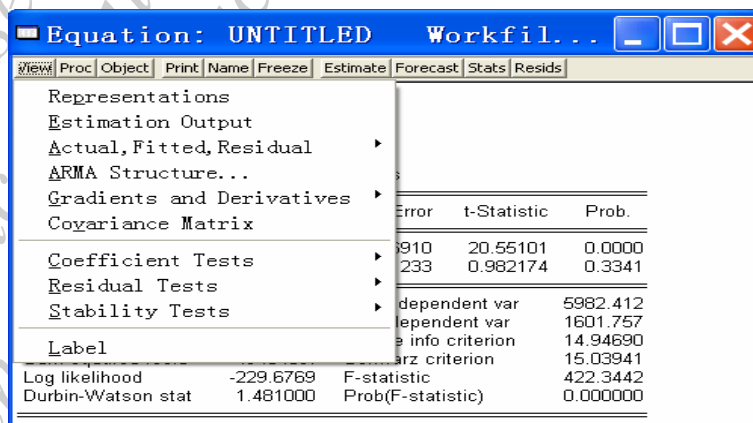 Equation: UNTITLED Workfil...
View Proc Object Print Name Freeze Estimate Forecast Stats Resids
Representations
Estimation Output
Actual,Fitted,Residual
ARMA Structure...
Gradients and Derivatives
Covariance Matrix
Coefficient Tests
Residual Tests
Stability Tests
Label
Error t-Statistic Prob.
6910 20.55101 0.0000
233 0.982174 0.3341
dependent var 5982.412
dependent var 1601.757
info criterion 14.94690
criterion 15.03941
Log likelihood -229.6769 F-statistic 422.3442
Durbin-Watson stat 1.481000 Prob(F-statistic) 0.000000